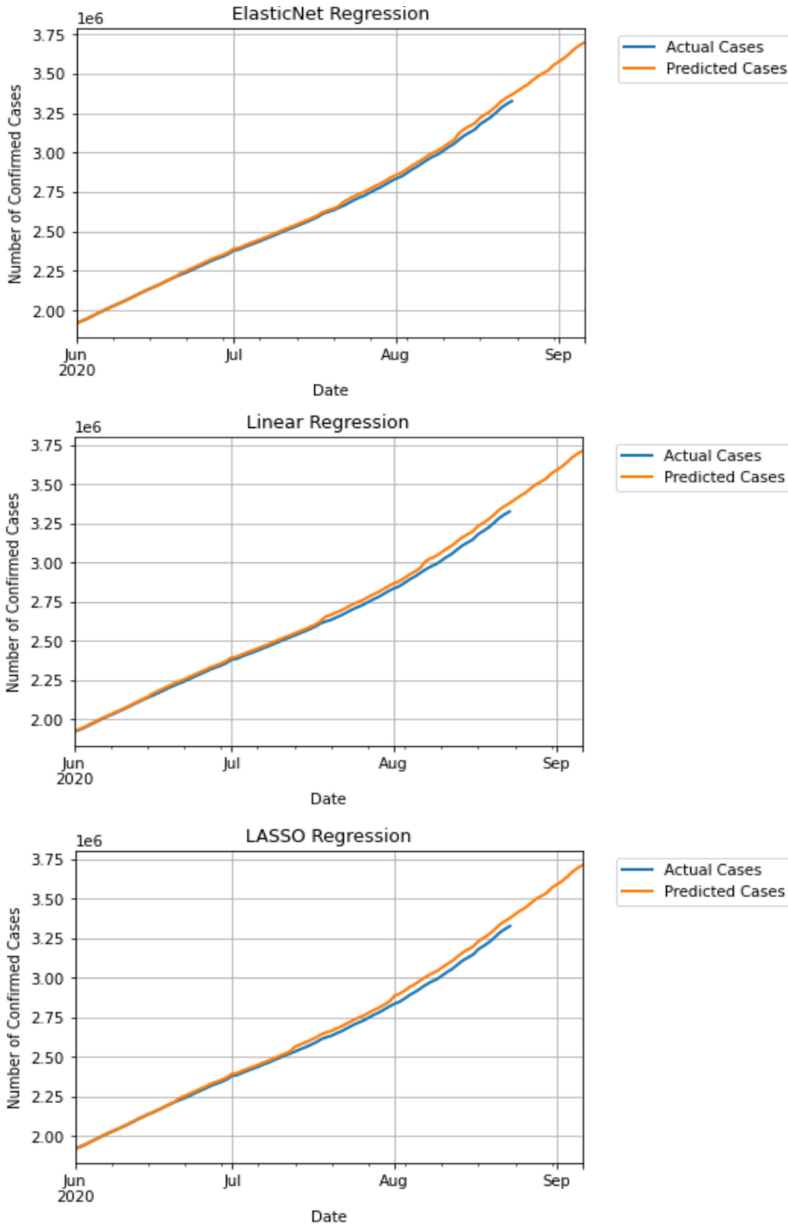 ElasticNet Regression
1e6
3.75
3.50
3.25
3.00
2.75
2.50
2.25
2.00
Number of Confirmed Cases
Jun
2020
Jul
Aug
Sep
Date
Actual Cases
Predicted Cases
Linear Regression
1e6
3.75
3.50
3.25
3.00
2.75
2.50
2.25
2.00
Number of Confirmed Cases
Jun
2020
Jul
Aug
Sep
Date
Actual Cases
Predicted Cases
LASSO Regression
1e6
3.75
3.50
3.25
3.00
2.75
2.50
2.25
2.00
Number of Confirmed Cases
Jun
2020
Jul
Aug
Sep
Date
Actual Cases
Predicted Cases